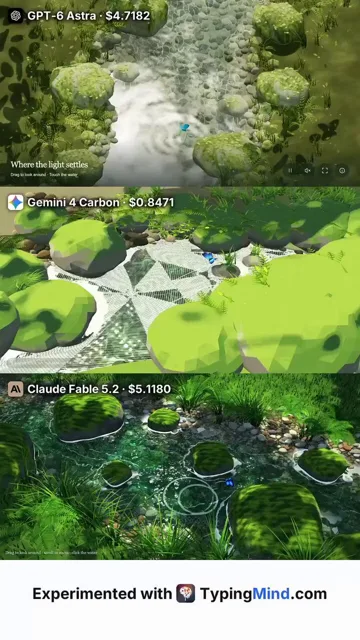 GPT-6 Astra · $4.7182
Where the light settles
Drag to look around · Touch the water
Gemini 4 Carbon · $0.8471
Claude Fable 5.2 · $5.1180
Experimented with TypingMind.com